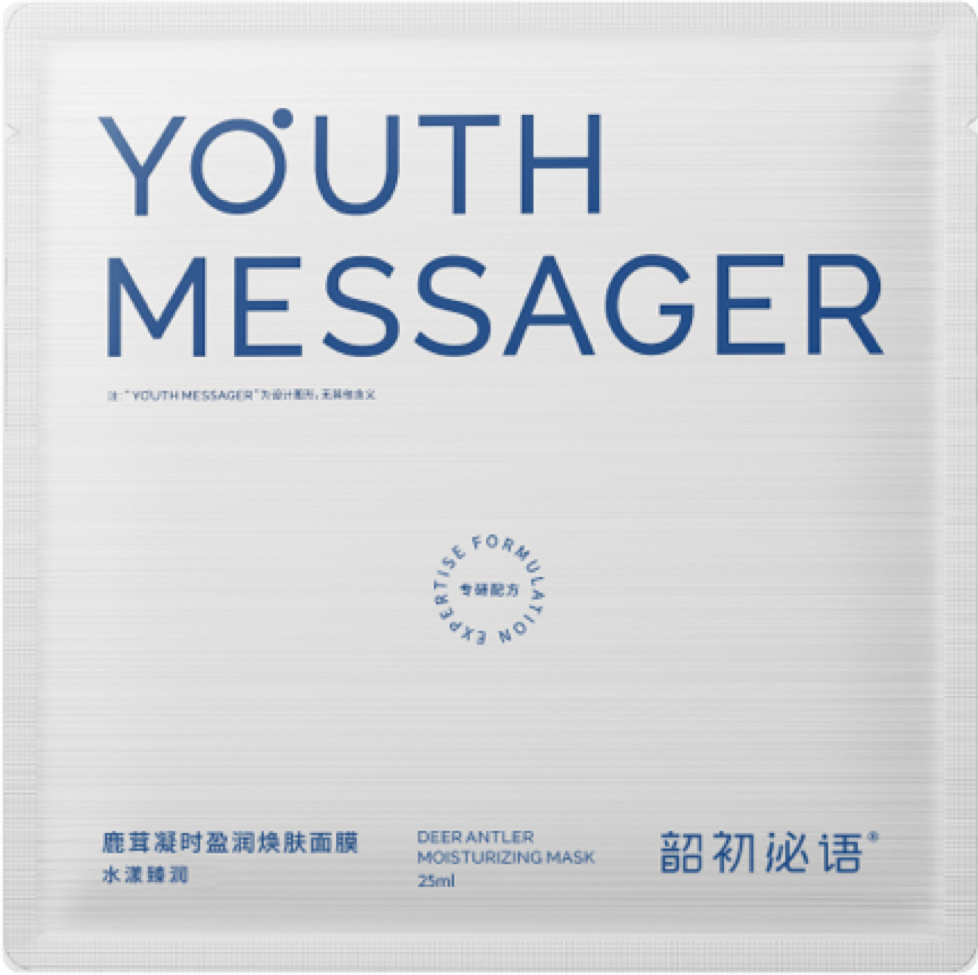 YOUTH
MESSAGER
注:“YOUTH MESSAGER”为设计图形,无其他含义
EXPERTISE FORMULATION
专研配方
鹿茸凝时盈润焕肤面膜
水漾臻润
DEER ANTLER
MOISTURIZING MASK
25ml
韶初泌语®